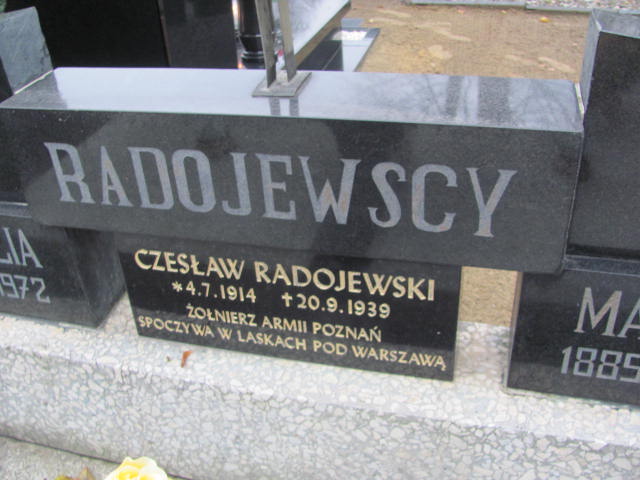 RADOJEWSCY
CZESŁAW RADOJEWSKI
*4.7.1914 +20.9.1939
ŻOŁNIERZ ARMII POZNAŃ
SPOCZYWA W LASKACH POD WARSZAWĄ
LIA
1972
MA
1885